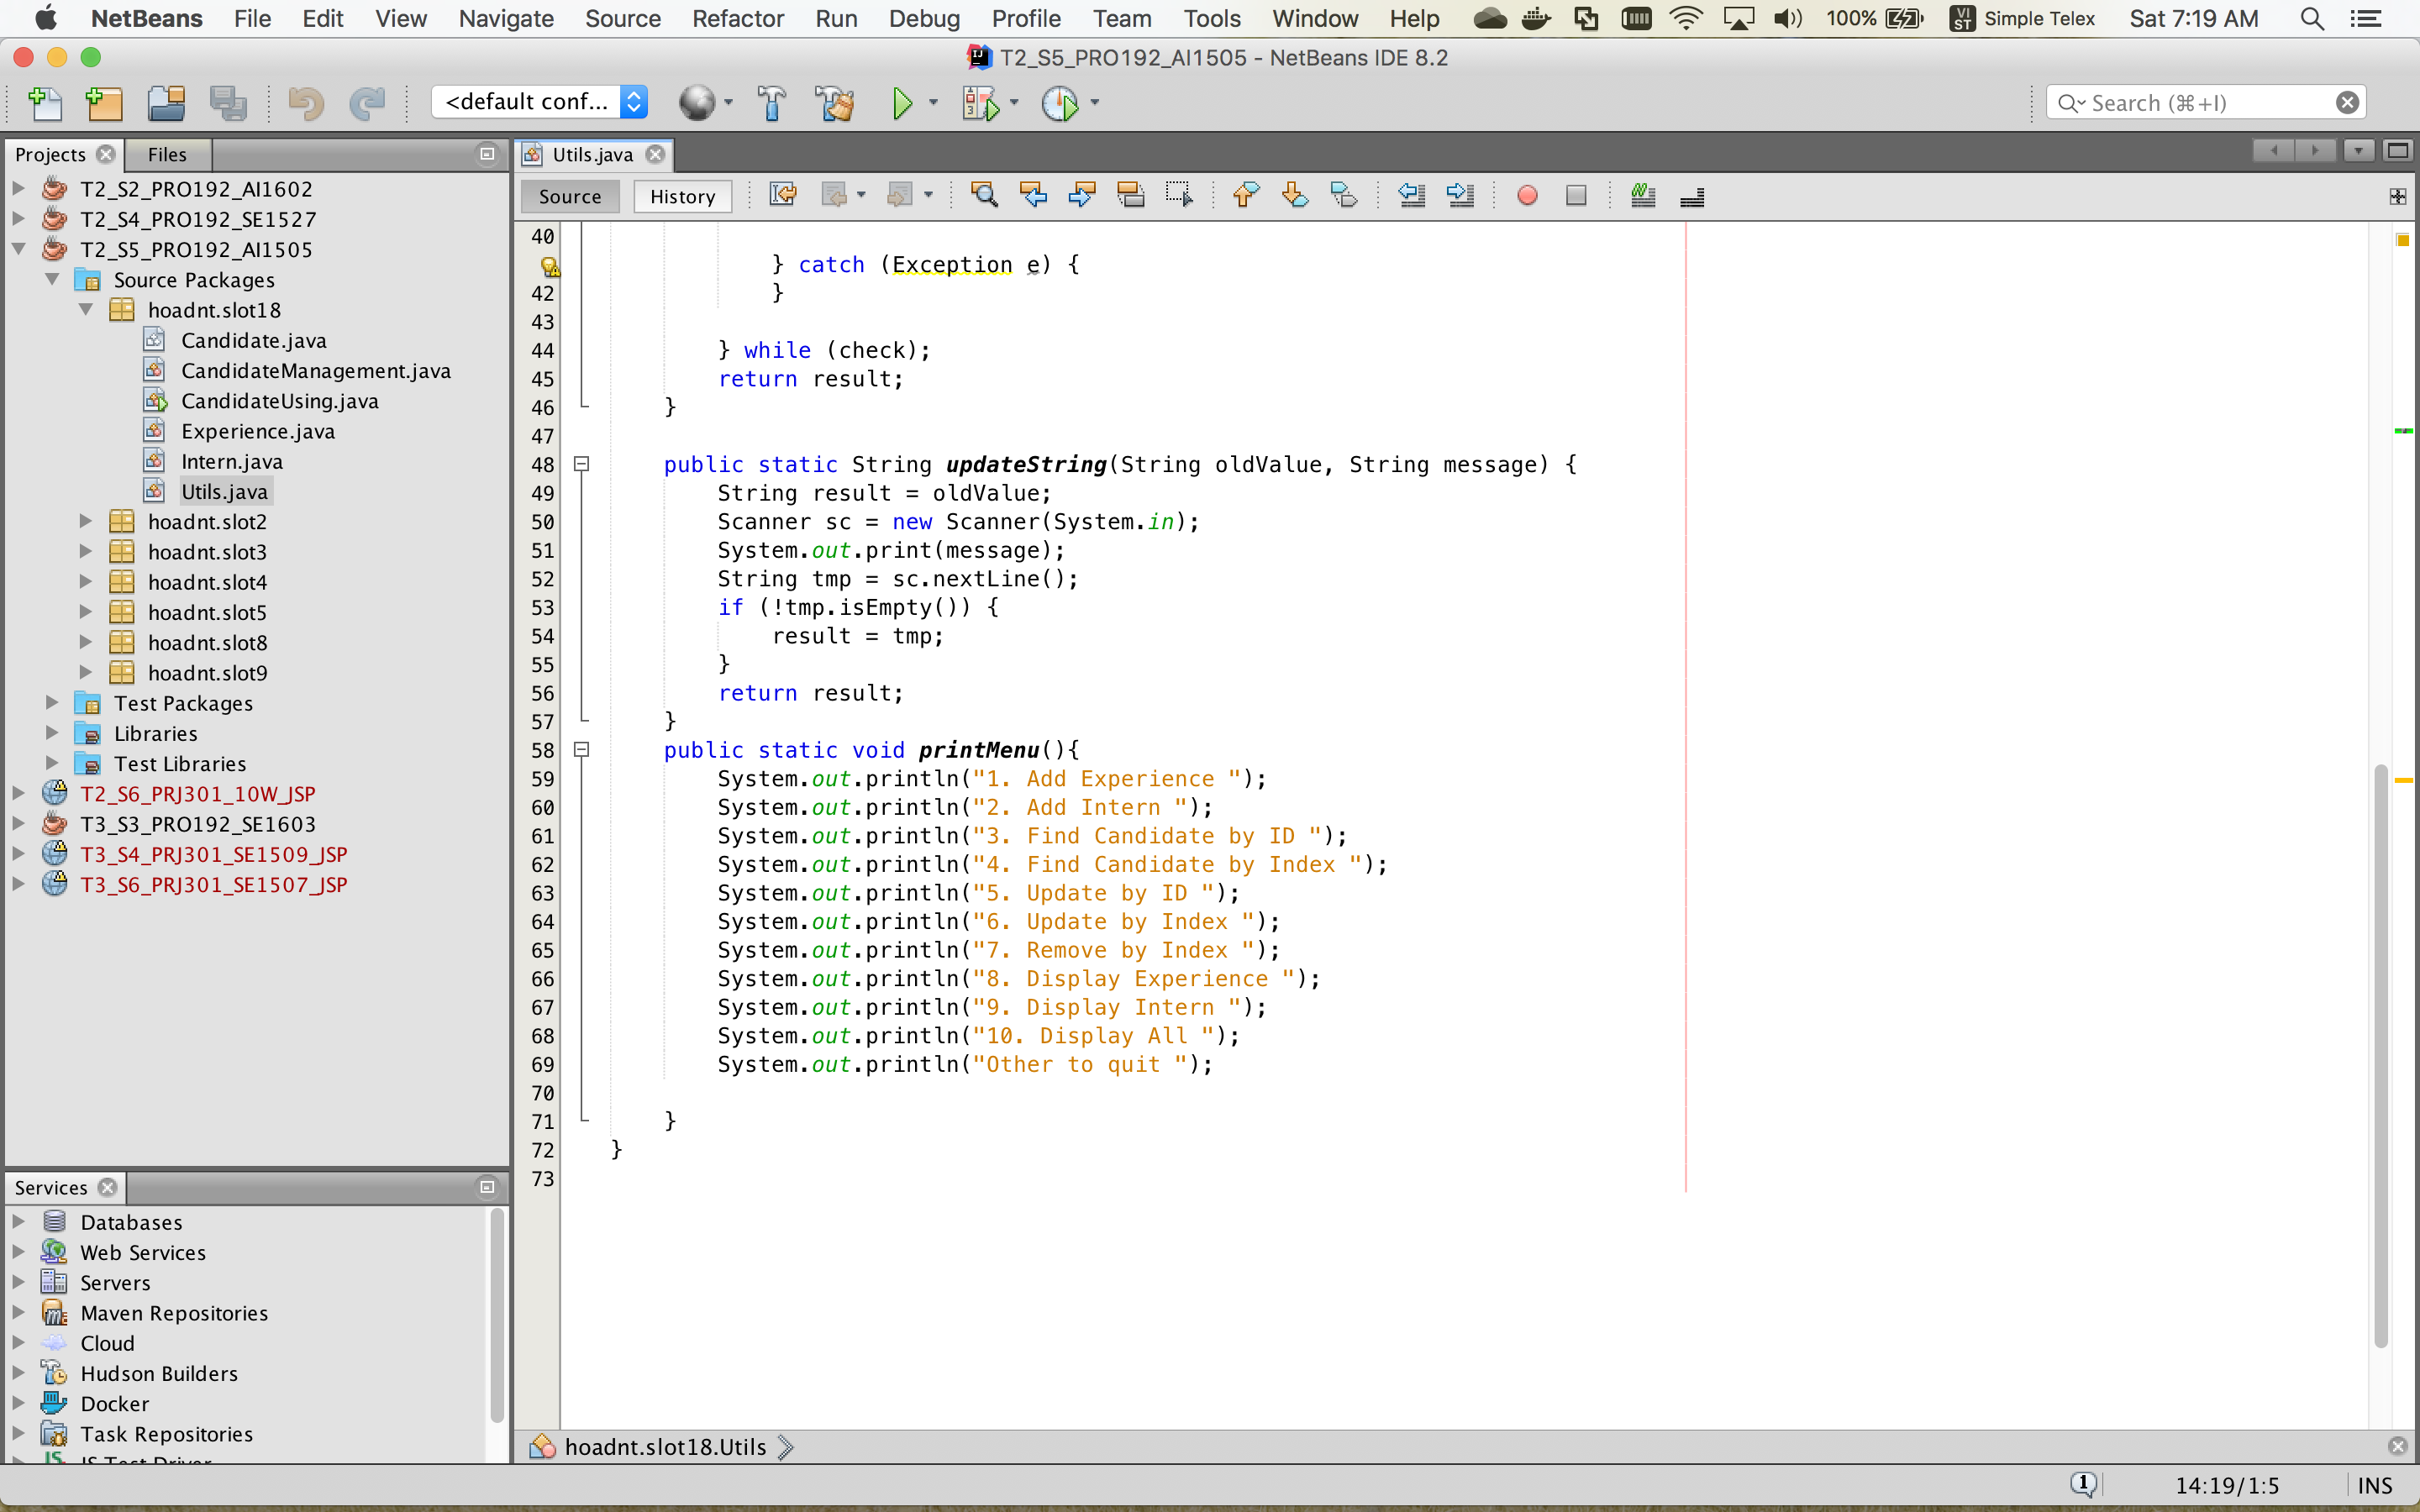 NetBeans File Edit View Navigate Source Refactor Run Debug Profile Team Tools Window Help 100% VI ST Simple Telex Sat 7:19 AM
T2_S5_PRO192_AI1505 - NetBeans IDE 8.2
<default conf... Search (⌘+I)
Projects Files
T2_S2_PRO192_AI1602
T2_S4_PRO192_SE1527
T2_S5_PRO192_AI1505
Source Packages
hoadnt.slot18
Candidate.java
CandidateManagement.java
CandidateUsing.java
Experience.java
Intern.java
Utils.java
hoadnt.slot2
hoadnt.slot3
hoadnt.slot4
hoadnt.slot5
hoadnt.slot8
hoadnt.slot9
Test Packages
Libraries
Test Libraries
T2_S6_PRJ301_10W_JSP
T3_S3_PRO192_SE1603
T3_S4_PRJ301_SE1509_JSP
T3_S6_PRJ301_SE1507_JSP
Services
Databases
Web Services
Servers
Maven Repositories
Cloud
Hudson Builders
Docker
Task Repositories
JS Test Driver
Utils.java
Source History
40
} catch (Exception e) {
42 }
43
44 } while (check);
45 return result;
46 }
47
48 public static String updateString(String oldValue, String message) {
49 String result = oldValue;
50 Scanner sc = new Scanner(System.in);
51 System.out.print(message);
52 String tmp = sc.nextLine();
53 if (!tmp.isEmpty()) {
54 result = tmp;
55 }
56 return result;
57 }
58 public static void printMenu(){
59 System.out.println("1. Add Experience ");
60 System.out.println("2. Add Intern ");
61 System.out.println("3. Find Candidate by ID ");
62 System.out.println("4. Find Candidate by Index ");
63 System.out.println("5. Update by ID ");
64 System.out.println("6. Update by Index ");
65 System.out.println("7. Remove by Index ");
66 System.out.println("8. Display Experience ");
67 System.out.println("9. Display Intern ");
68 System.out.println("10. Display All ");
69 System.out.println("Other to quit ");
70
71 }
72 }
73
hoadnt.slot18.Utils
1 14:19/1:5 INS